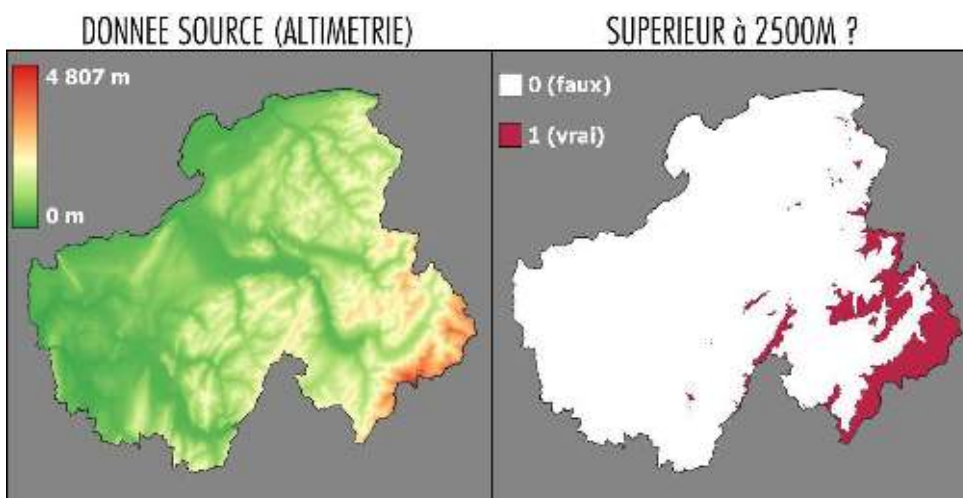 DONNEE SOURCE (ALTIMETRIE)
4 807 m
0 m
SUPERIEUR à 2500M ?
0 (faux)
1 (vrai)